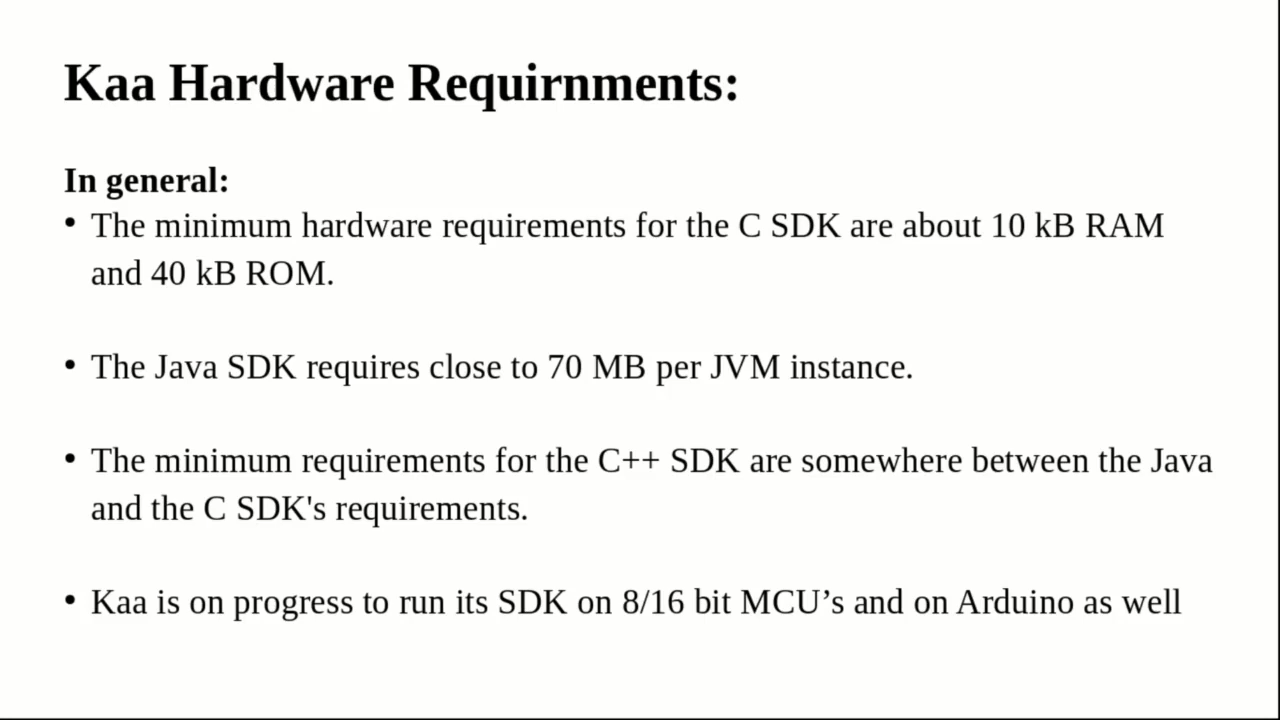 Kaa Hardware Requirnments:
In general:
• The minimum hardware requirements for the C SDK are about 10 kB RAM
and 40 kB ROM.
• The Java SDK requires close to 70 MB per JVM instance.
• The minimum requirements for the C++ SDK are somewhere between the Java
and the C SDK's requirements.
• Kaa is on progress to run its SDK on 8/16 bit MCU’s and on Arduino as well